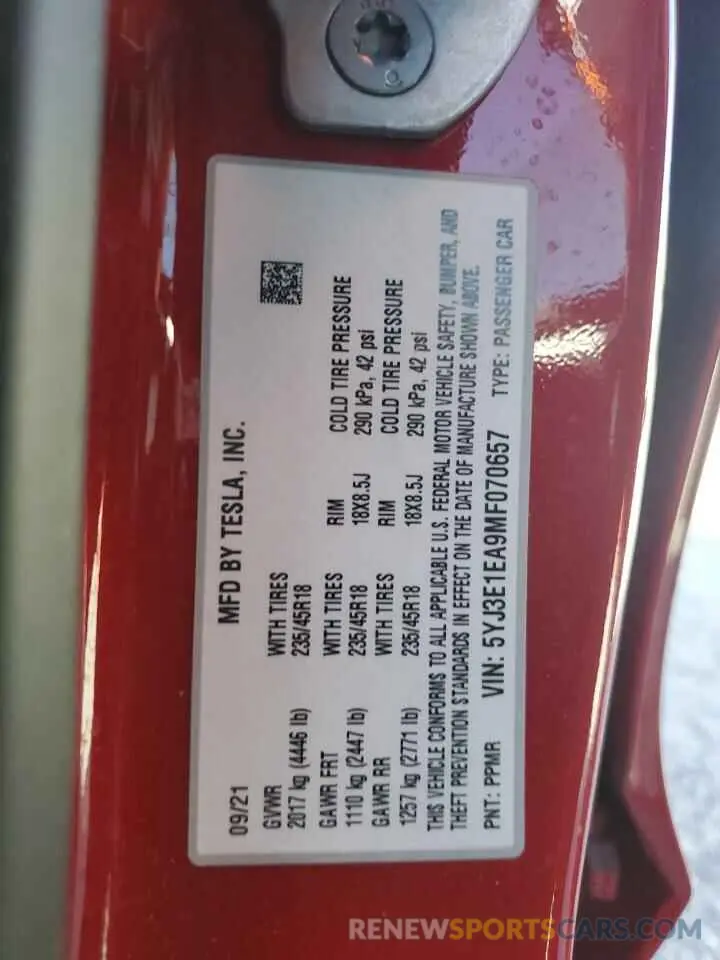 09/21 MFD BY TESLA, INC.
GVWR WITH TIRES
2017 kg (4446 lb) 235/45R18
GAWR FRT WITH TIRES RIM COLD TIRE PRESSURE
1110 kg (2447 lb) 235/45R18 18X8.5J 290 kPa, 42 psi
GAWR RR WITH TIRES RIM COLD TIRE PRESSURE
1257 kg (2771 lb) 235/45R18 18X8.5J 290 kPa, 42 psi
THIS VEHICLE CONFORMS TO ALL APPLICABLE U.S. FEDERAL MOTOR VEHICLE SAFETY, BUMPER, AND
THEFT PREVENTION STANDARDS IN EFFECT ON THE DATE OF MANUFACTURE SHOWN ABOVE.
PNT: PPMR VIN: 5YJ3E1EA9MF070657 TYPE: PASSENGER CAR
RENEWSPORTSCARS.COM